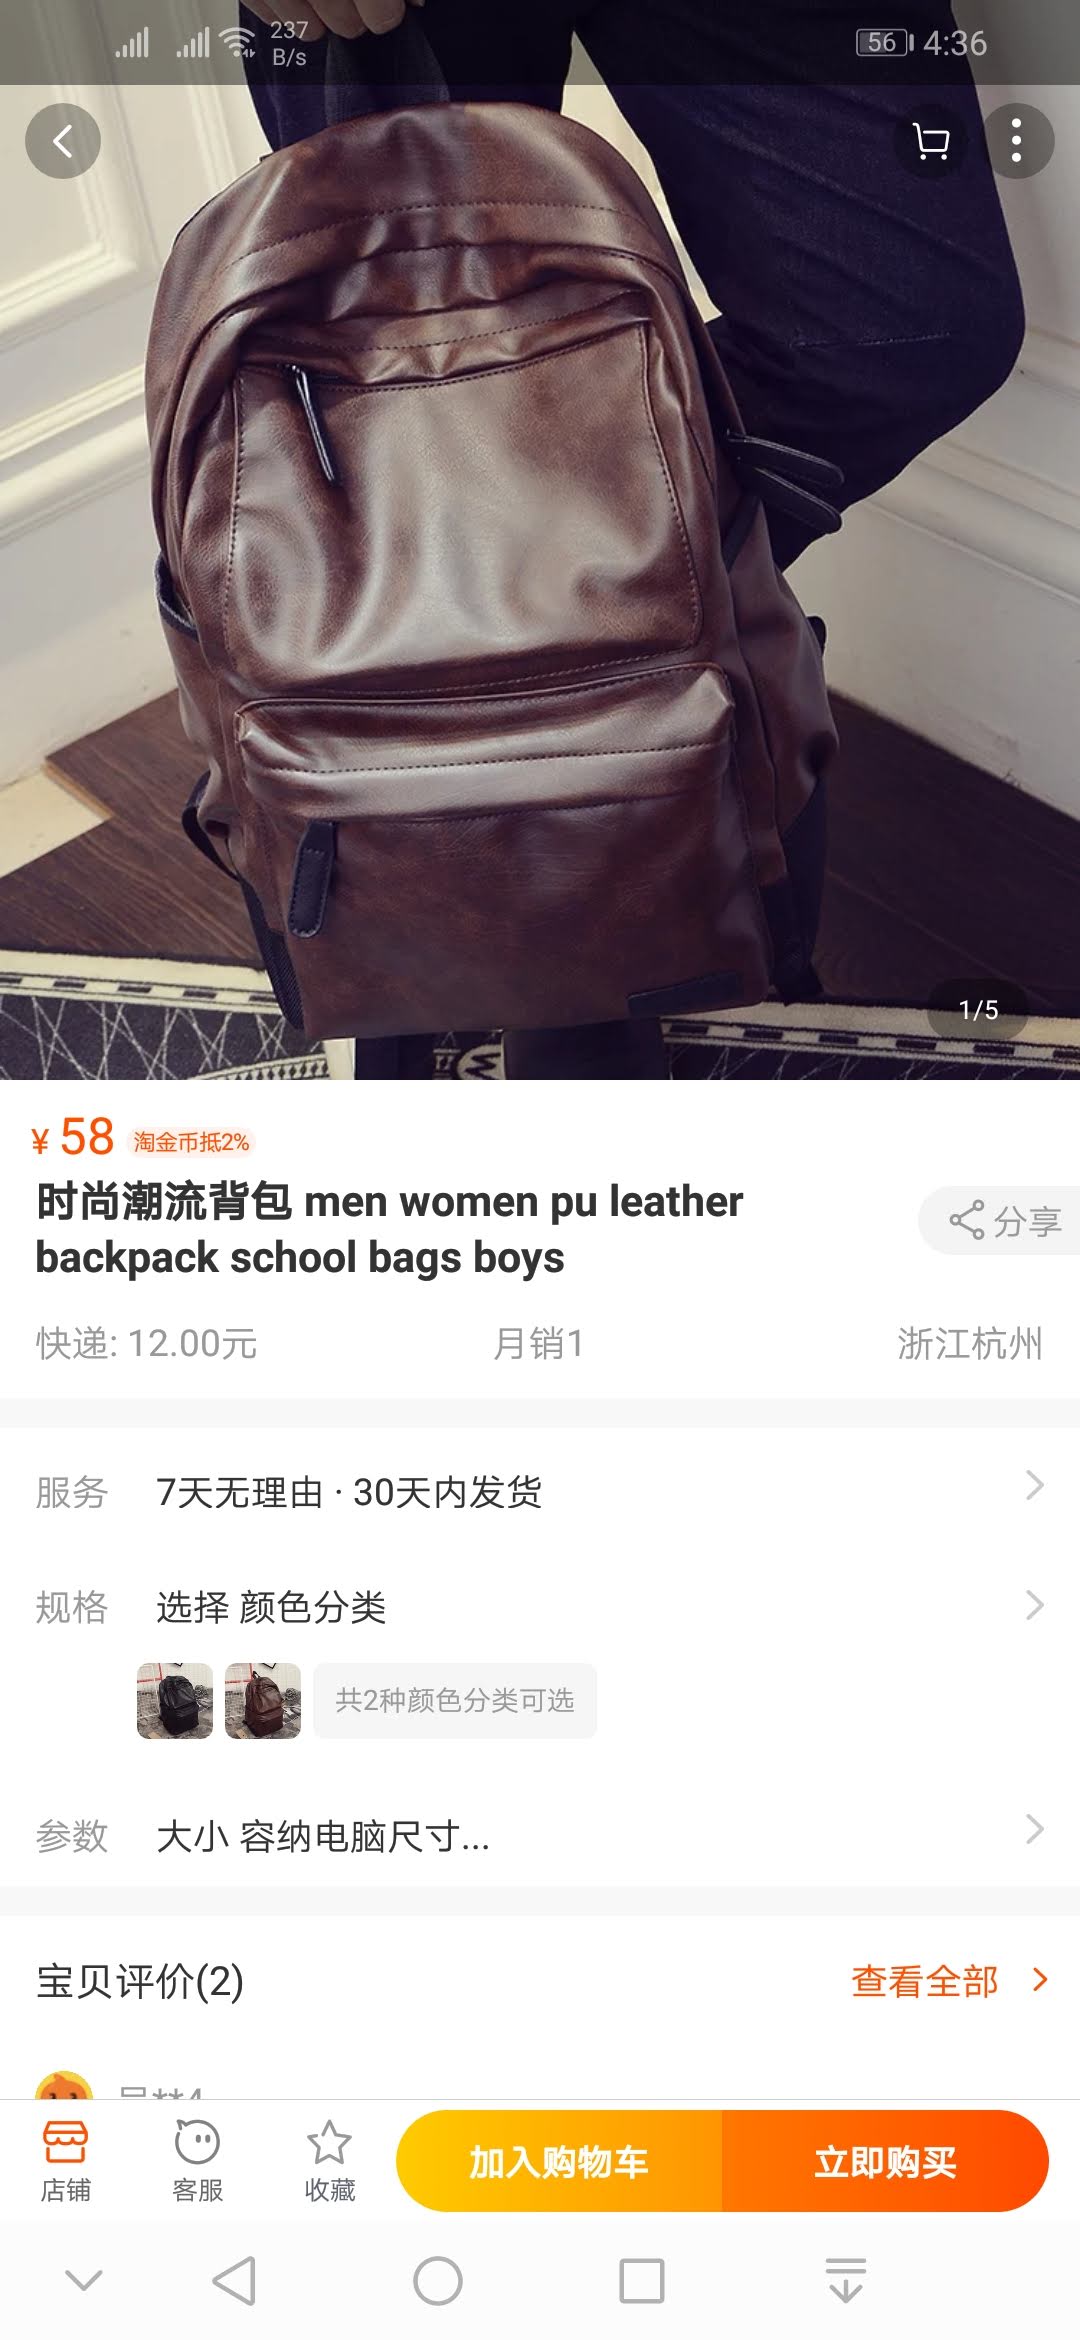 237
B/s
56
4:36
1/5
¥58 淘金币抵2%
时尚潮流背包 men women pu leather
backpack school bags boys
分享
快递: 12.00元 月销1 浙江杭州
服务 7天无理由 · 30天内发货
规格 选择 颜色分类
共2种颜色分类可选
参数 大小 容纳电脑尺寸...
宝贝评价(2) 查看全部
店铺 客服 收藏 加入购物车 立即购买